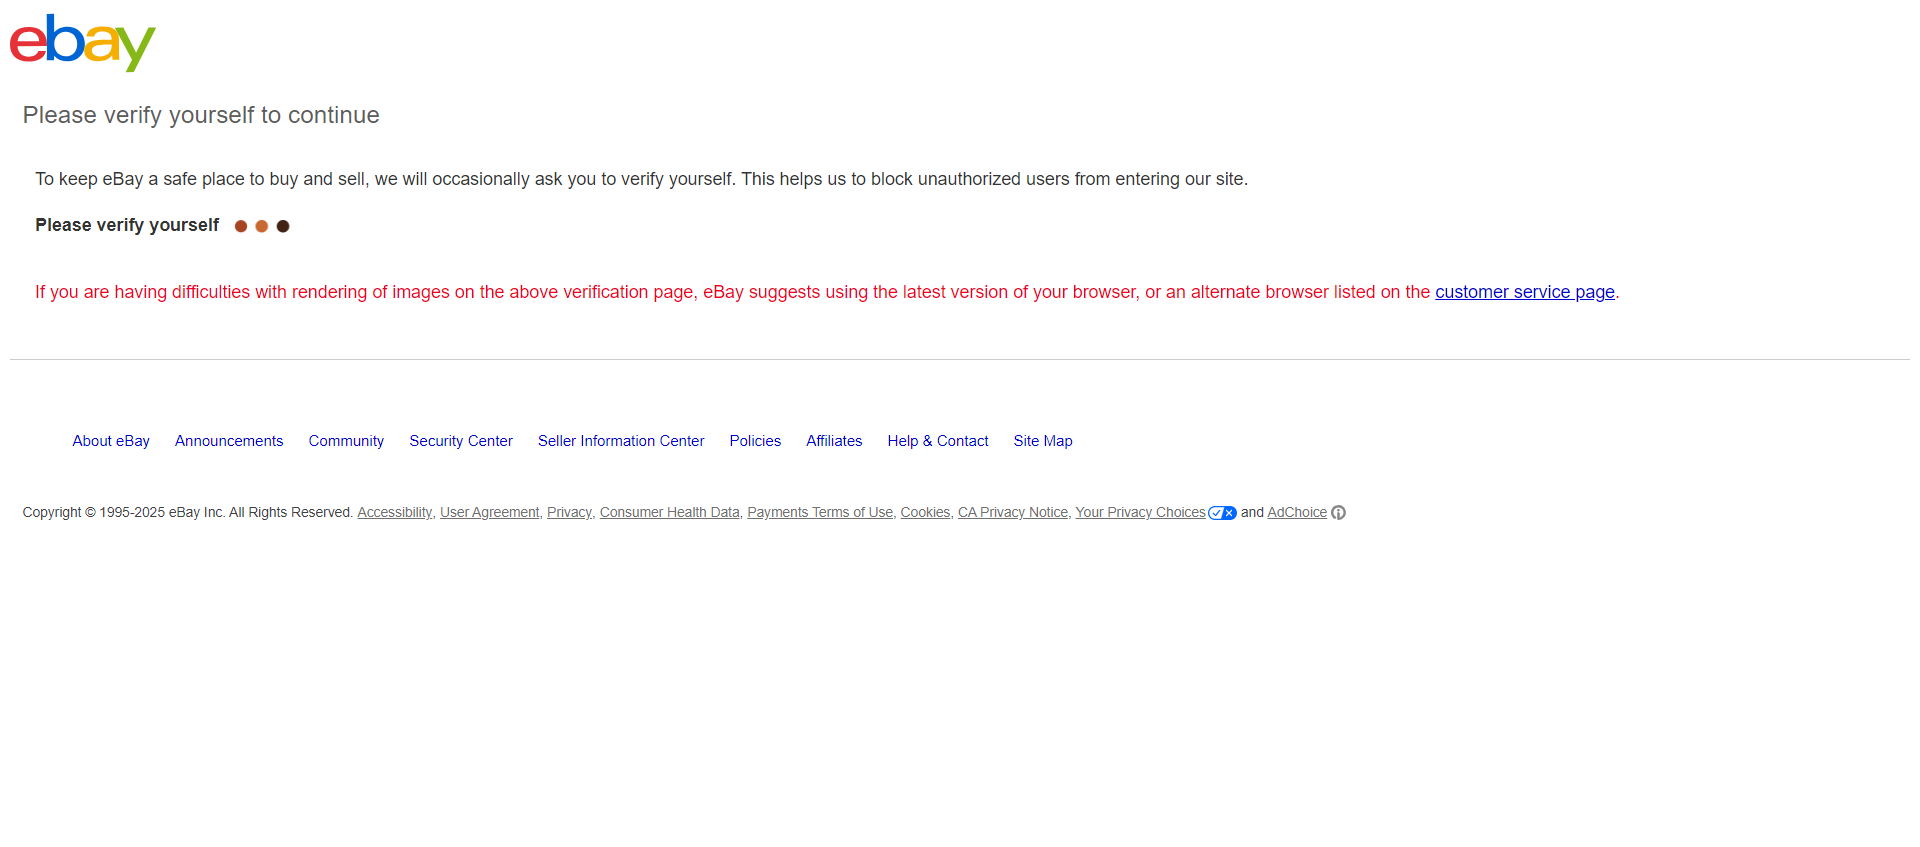 ebay
Please verify yourself to continue
To keep eBay a safe place to buy and sell, we will occasionally ask you to verify yourself. This helps us to block unauthorized users from entering our site.
Please verify yourself
If you are having difficulties with rendering of images on the above verification page, eBay suggests using the latest version of your browser, or an alternate browser listed on the customer service page.
About eBay Announcements Community Security Center Seller Information Center Policies Affiliates Help & Contact Site Map
Copyright © 1995-2025 eBay Inc. All Rights Reserved. Accessibility, User Agreement, Privacy, Consumer Health Data, Payments Terms of Use, Cookies, CA Privacy Notice, Your Privacy Choices and AdChoice